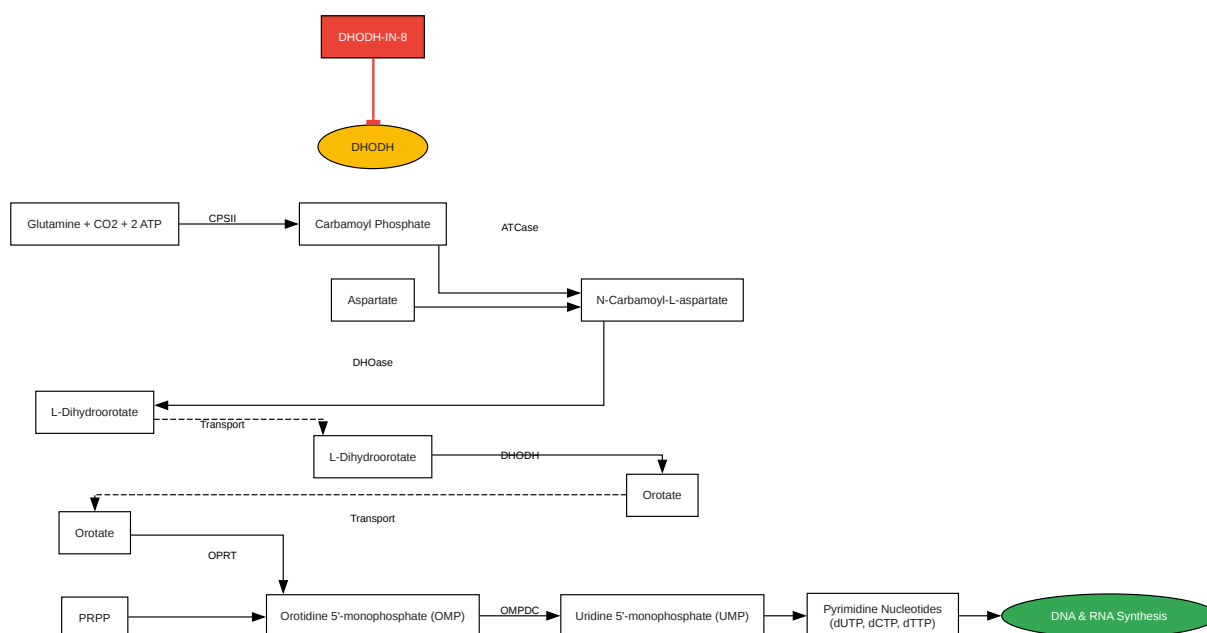 DHODH-IN-8
DHODH
Glutamine + CO2 + 2 ATP
CPSII
Carbamoyl Phosphate
ATCase
Aspartate
N-Carbamoyl-L-aspartate
DHOase
L-Dihydroorotate
Transport
L-Dihydroorotate
DHODH
Orotate
Transport
Orotate
OPRT
PRPP
Orotidine 5'-monophosphate (OMP)
OMPDC
Uridine 5'-monophosphate (UMP)
Pyrimidine Nucleotides
(dUTP, dCTP, dTTP)
DNA & RNA Synthesis